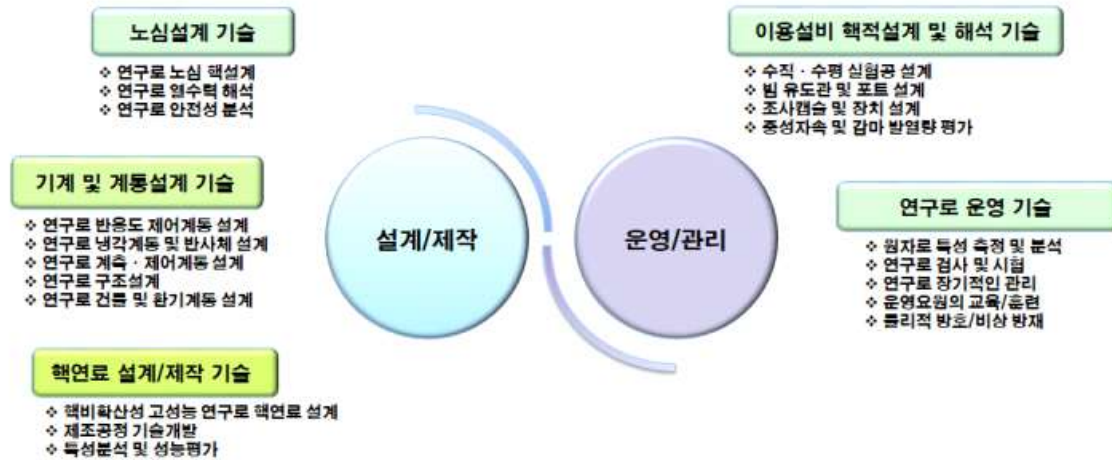 노심설계 기술
❖ 연구로 노심 핵설계
❖ 연구로 열수력 해석
❖ 연구로 안전성 분석
기계 및 계통설계 기술
❖ 연구로 반응도 제어계통 설계
❖ 연구로 냉각계통 및 반사체 설계
❖ 연구로 계측 · 제어계통 설계
❖ 연구로 구조설계
❖ 연구로 건물 및 환기계통 설계
핵연료 설계/제작 기술
❖ 핵비확산성 고성능 연구로 핵연료 설계
❖ 제조공정 기술개발
❖ 특성분석 및 성능평가
설계/제작
운영/관리
이용설비 핵적설계 및 해석 기술
❖ 수직 · 수평 실험공 설계
❖ 빔 유도관 및 포트 설계
❖ 조사캡슐 및 장치 설계
❖ 중성자속 및 감마 발열량 평가
연구로 운영 기술
❖ 원자로 특성 측정 및 분석
❖ 연구로 검사 및 시험
❖ 연구로 장기적인 관리
❖ 운영요원의 교육/훈련
❖ 물리적 방호/비상 방재